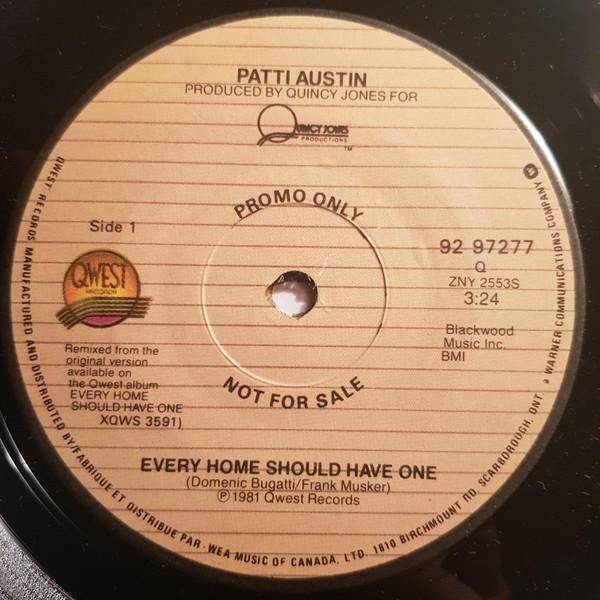 PATTI AUSTIN
PRODUCED BY QUINCY JONES FOR
QUINCY JONES
PRODUCTIONS
TM
PROMO ONLY
Side 1
92 97277
Q
ZNY 2553S
3:24
QWEST
RECORDS
Blackwood
Music Inc.
BMI
Remixed from the
original version
available on
the Qwest album
EVERY HOME
SHOULD HAVE ONE
XQWS 3591)
NOT FOR SALE
EVERY HOME SHOULD HAVE ONE
(Domenic Bugatti/Frank Musker)
℗ 1981 Qwest Records
QWEST RECORDS MANUFACTURED AND DISTRIBUTED BY/FABRIQUE ET DISTRIBUE PAR · WEA MUSIC OF CANADA, LTD. 1810 BIRCHMOUNT RD. SCARBOROUGH, ONT. a WARNER COMMUNICATIONS COMPANY